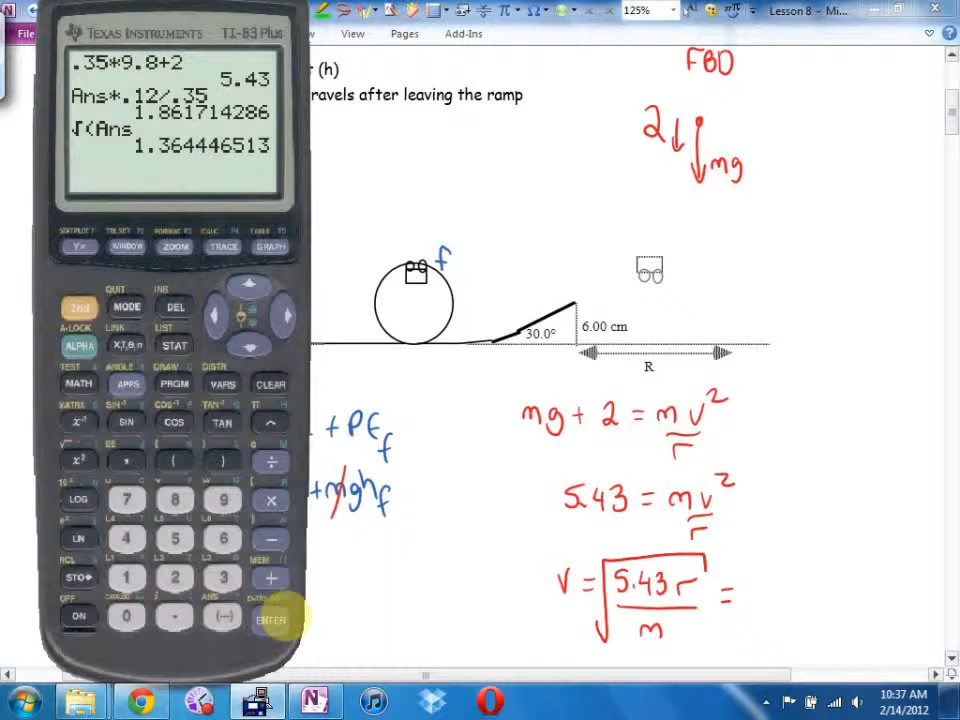 125%
Lesson 8 - Mi...
File
View
Pages
Add-Ins
TEXAS INSTRUMENTS TI-83 Plus
.35*9.8+2
5.43
Ans*.12/.35
1.861714286
√(Ans
1.364446513
t (h)
ravels after leaving the ramp
FBD
2
mg
f
30.0°
6.00 cm
R
STAT PLOT F1 TBLSET F2 FORMAT F3 CALC F4 TABLE F5
Y= WINDOW ZOOM TRACE GRAPH
QUIT INS
2nd MODE DEL
A-LOCK LINK LIST
ALPHA X,T,θ,n STAT
TEST ANGLE DRAW DISTR
MATH APPS PRGM VARS CLEAR
MATRIX SIN⁻¹ COS⁻¹ TAN⁻¹ π
x⁻¹ SIN COS TAN ^
x² , ( ) ÷
LOG 7 8 9 ×
LN 4 5 6 −
RCL MEM
STO▸ 1 2 3 +
OFF CATALOG ANS ENTRY
ON 0 . (−) ENTER
+ PEf
+mghf
mg + 2 = mv²/r
5.43 = mv²/r
v = √(5.43r/m) =
10:37 AM
2/14/2012